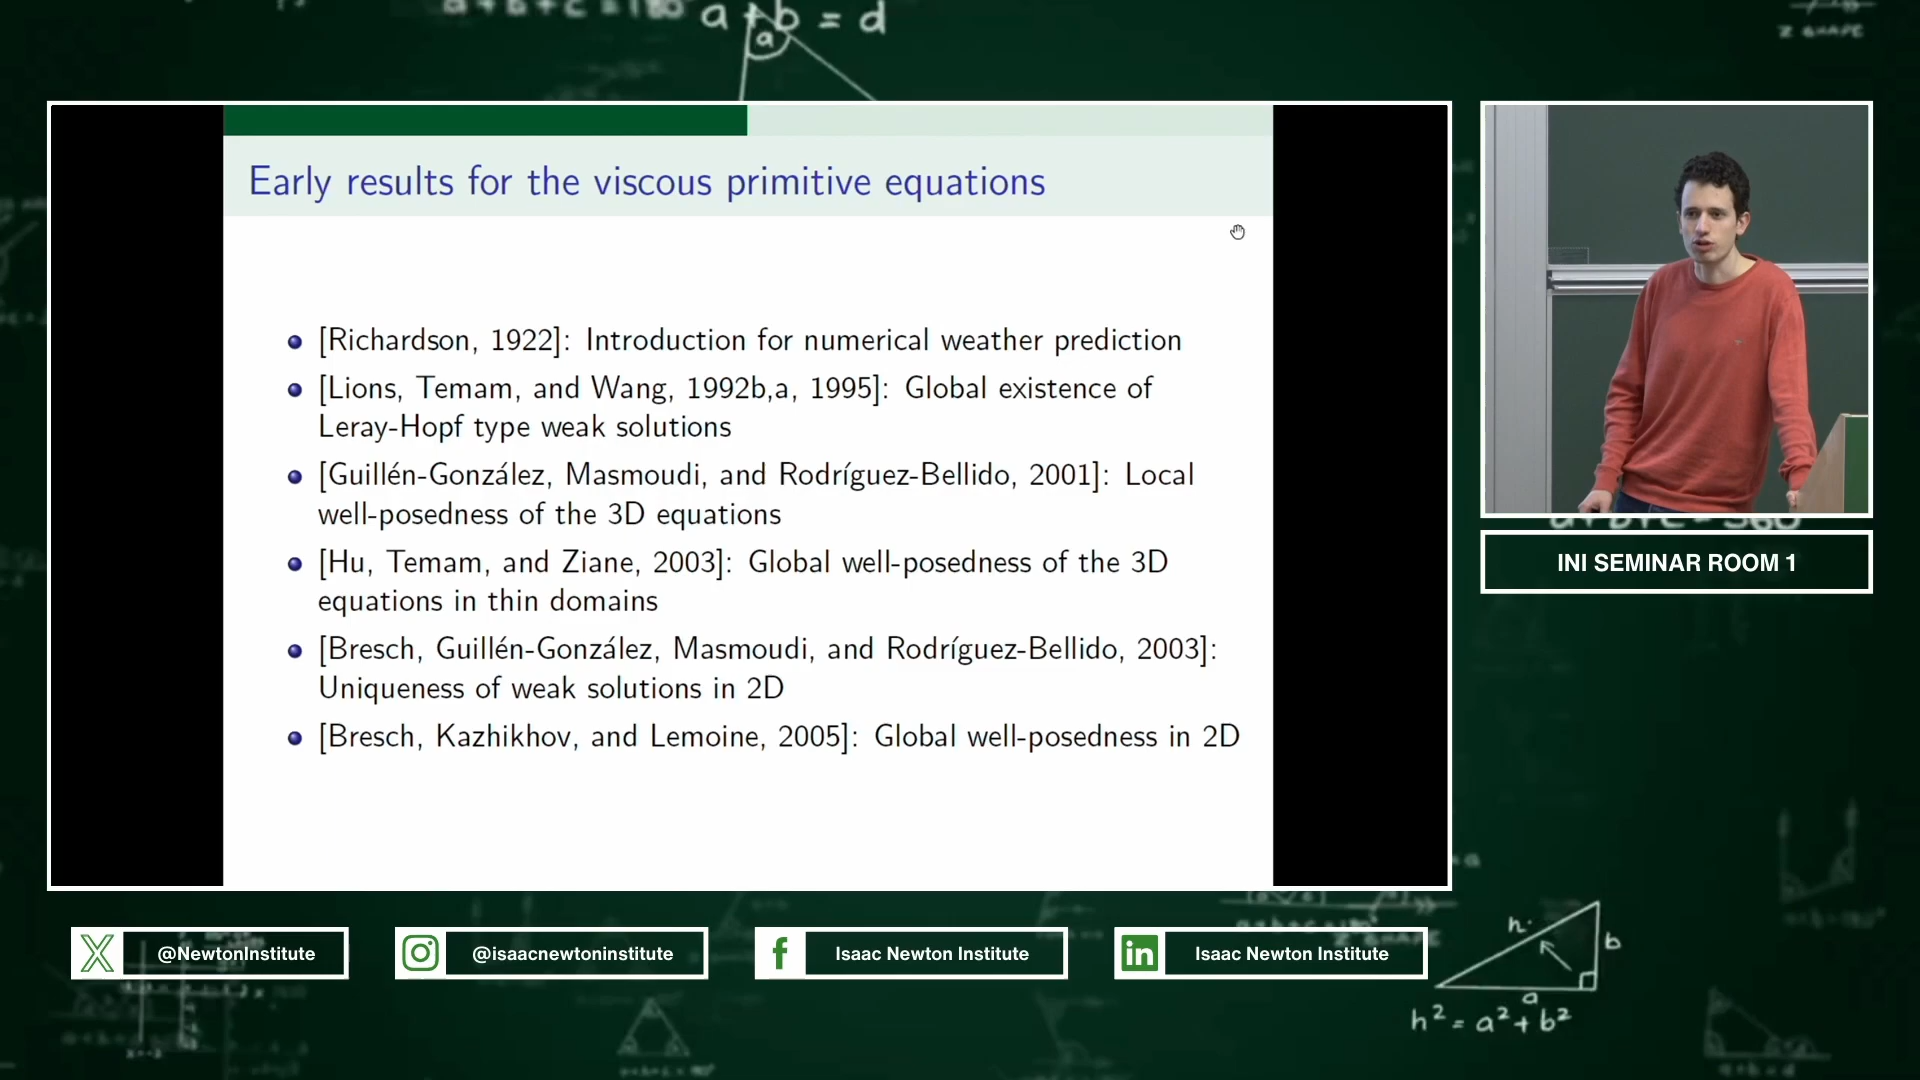 a + b + c = 180°
a + b = d
a
Z SHAPE
Early results for the viscous primitive equations
[Richardson, 1922]: Introduction for numerical weather prediction
[Lions, Temam, and Wang, 1992b,a, 1995]: Global existence of
Leray-Hopf type weak solutions
[Guillén-González, Masmoudi, and Rodríguez-Bellido, 2001]: Local
well-posedness of the 3D equations
[Hu, Temam, and Ziane, 2003]: Global well-posedness of the 3D
equations in thin domains
[Bresch, Guillén-González, Masmoudi, and Rodríguez-Bellido, 2003]:
Uniqueness of weak solutions in 2D
[Bresch, Kazhikhov, and Lemoine, 2005]: Global well-posedness in 2D
INI SEMINAR ROOM 1
@NewtonInstitute
@isaacnewtoninstitute
Isaac Newton Institute
in
Isaac Newton Institute
h
b
a
h² = a² + b²